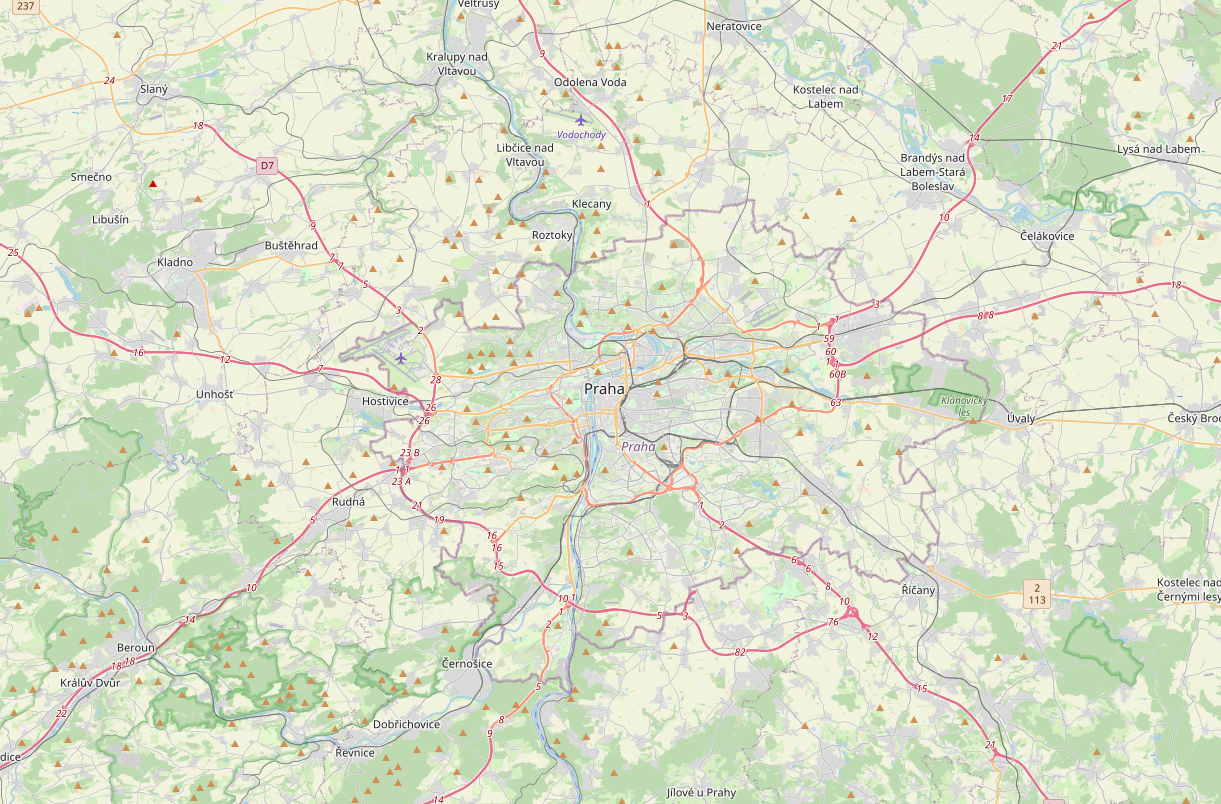 237
Veltrusy
9
Neratovice
21
Kralupy nad
Vltavou
24
Slaný
Odolena Voda
Kostelec nad
Labem
17
Vodochody
18
14
Libčice nad
Vltavou
Lysá nad Labem
D7
Brandýs nad
Labem-Stará
Boleslav
Smečno
Klecany
1
10
Libušín
9
Roztoky
Čelákovice
25
Buštěhrad
Kladno
7
5
18
3
3
2
1
1
8
8
59
16
12
60
7
60B
28
Praha
Unhošť
Hostivice
26
63
Klánovický
les
26
Úvaly
Český Brod
Praha
23 B
23 A
Rudná
21
1
5
19
2
16
16
6
15
6
8
10
Říčany
2
113
Kostelec nad
Černými lesy
10
1
10
1
5
3
14
2
76
12
Beroun
82
18
18
Černošice
Králův Dvůr
5
15
22
8
Dobřichovice
9
21
Řevnice
dice
14
Jílové u Prahy